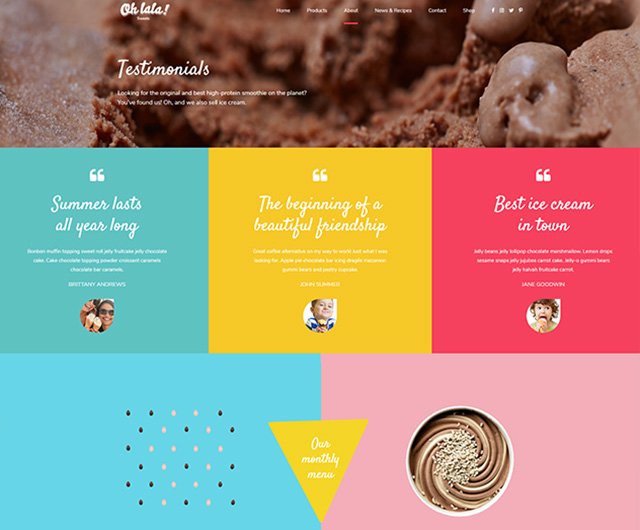 Oh lala!
Sweets
Home Products About News & Recipes Contact Shop
Testimonials
Looking for the original and best high-protein smoothie on the planet?
You've found us! Oh, and we also sell ice cream.
Summer lasts
all year long
Bonbon muffin topping sweet roll jelly fruitcake jelly chocolate
cake. Cake chocolate topping powder croissant caramels
chocolate bar caramels.
BRITTANY ANDREWS
The beginning of a
beautiful friendship
Great coffee alternative on my way to work! Just what I was
looking for. Apple pie chocolate bar icing dragée macaroon
gummi bears and pastry cupcake.
JOHN SUMMER
Best ice cream
in town
Jelly beans jelly lollipop chocolate marshmallow. Lemon drops
sesame snaps jelly jujubes carrot cake. Jelly-o gummi bears
jelly halvah fruitcake carrot.
JANE GOODWIN
Our
monthly
menu